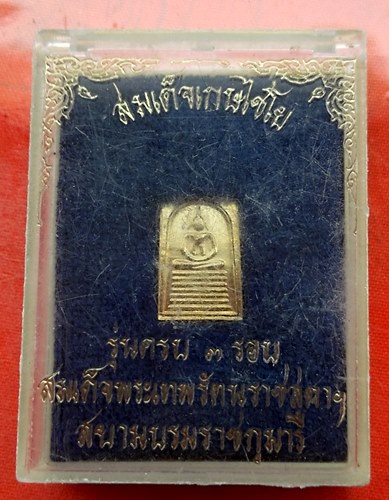 สมเด็จเกษไชโย
รุ่นครบ ๓ รอบ
สมเด็จพระเทพรัตนราชสุดาฯ
สยามบรมราชกุมารี